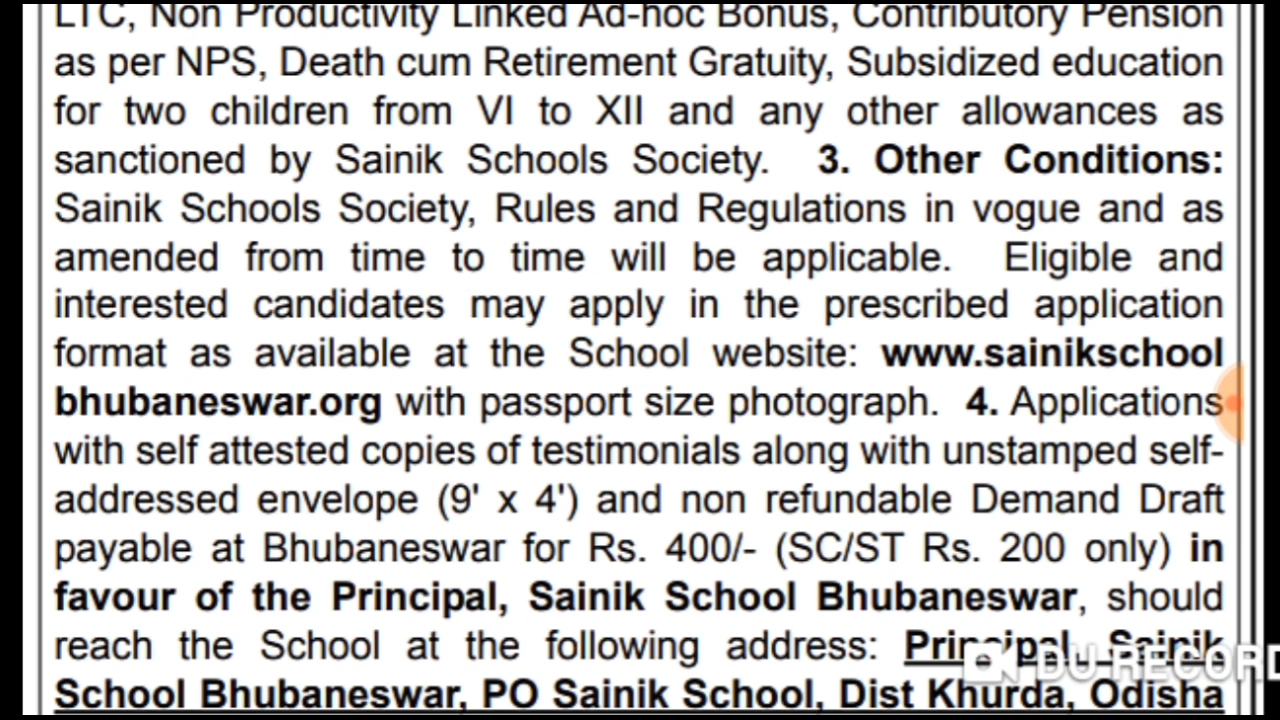 LTC, Non Productivity Linked Ad-hoc Bonus, Contributory Pension
as per NPS, Death cum Retirement Gratuity, Subsidized education
for two children from VI to XII and any other allowances as
sanctioned by Sainik Schools Society. 3. Other Conditions:
Sainik Schools Society, Rules and Regulations in vogue and as
amended from time to time will be applicable. Eligible and
interested candidates may apply in the prescribed application
format as available at the School website: www.sainikschool
bhubaneswar.org with passport size photograph. 4. Applications
with self attested copies of testimonials along with unstamped self-
addressed envelope (9' x 4') and non refundable Demand Draft
payable at Bhubaneswar for Rs. 400/- (SC/ST Rs. 200 only) in
favour of the Principal, Sainik School Bhubaneswar, should
reach the School at the following address: Principal, Sainik
School Bhubaneswar, PO Sainik School, Dist Khurda, Odisha
DU RECORD